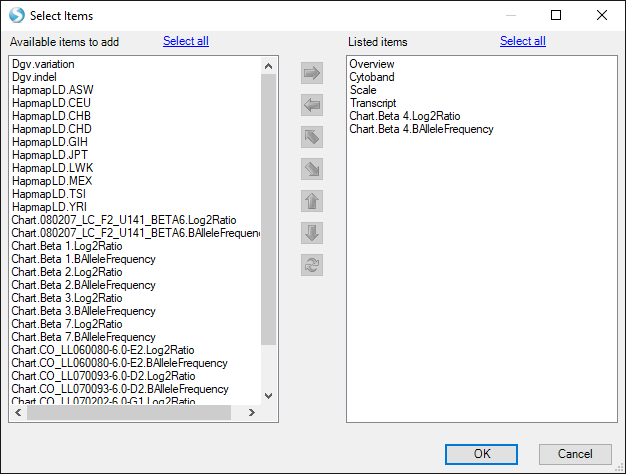 Select Items
Available items to add
Select all
Listed items
Select all
Dgv.variation
Dgv.indel
HapmapLD.ASW
HapmapLD.CEU
HapmapLD.CHB
HapmapLD.CHD
HapmapLD.GIH
HapmapLD.JPT
HapmapLD.LWK
HapmapLD.MEX
HapmapLD.TSI
HapmapLD.YRI
Chart.080207_LC_F2_U141_BETA6.Log2Ratio
Chart.080207_LC_F2_U141_BETA6.BAlleleFrequenc
Chart.Beta 1.Log2Ratio
Chart.Beta 1.BAlleleFrequency
Chart.Beta 2.Log2Ratio
Chart.Beta 2.BAlleleFrequency
Chart.Beta 3.Log2Ratio
Chart.Beta 3.BAlleleFrequency
Chart.Beta 7.Log2Ratio
Chart.Beta 7.BAlleleFrequency
Chart.CO_LL060080-6.0-E2.Log2Ratio
Chart.CO_LL060080-6.0-E2.BAlleleFrequency
Chart.CO_LL070093-6.0-D2.Log2Ratio
Chart.CO_LL070093-6.0-D2.BAlleleFrequency
Chart.CO_LL070202-6.0-G1.Log2Ratio
Overview
Cytoband
Scale
Transcript
Chart.Beta 4.Log2Ratio
Chart.Beta 4.BAlleleFrequency
OK
Cancel